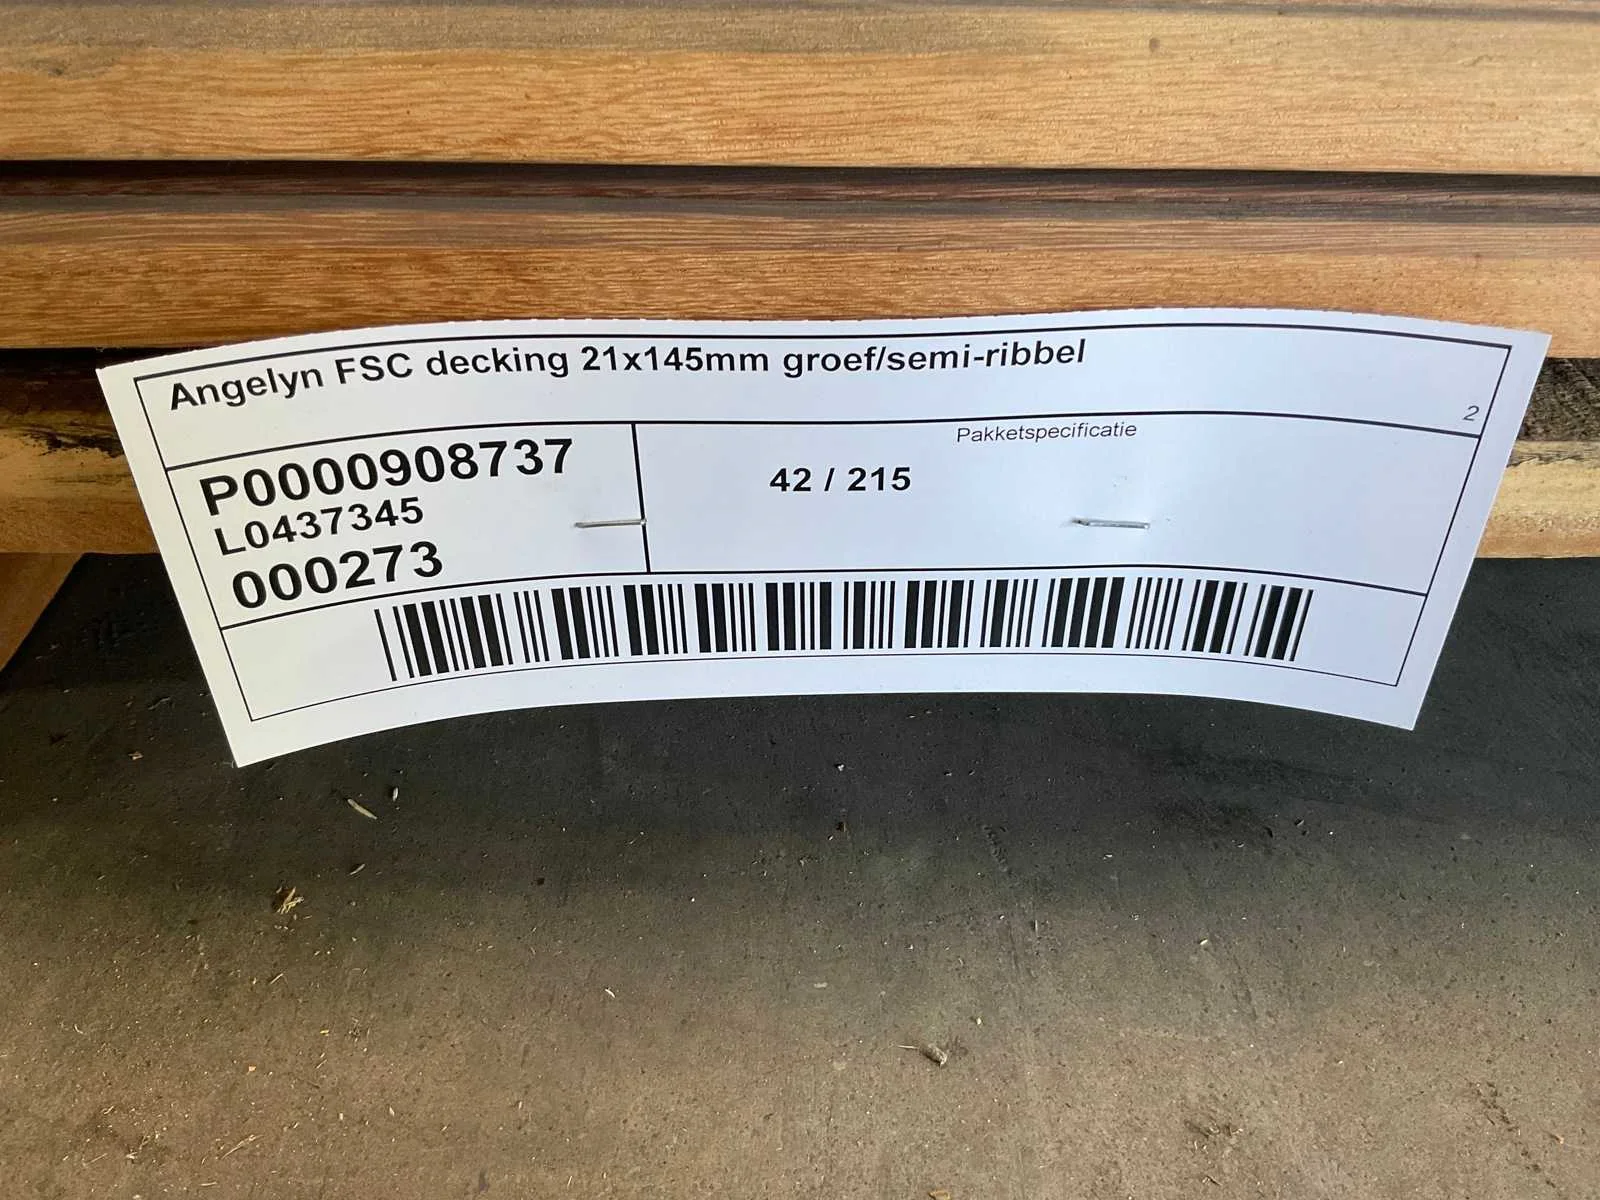 Angelyn FSC decking 21x145mm groef/semi-ribbel
2
P0000908737
L0437345
000273
Pakketspecificatie
42 / 215